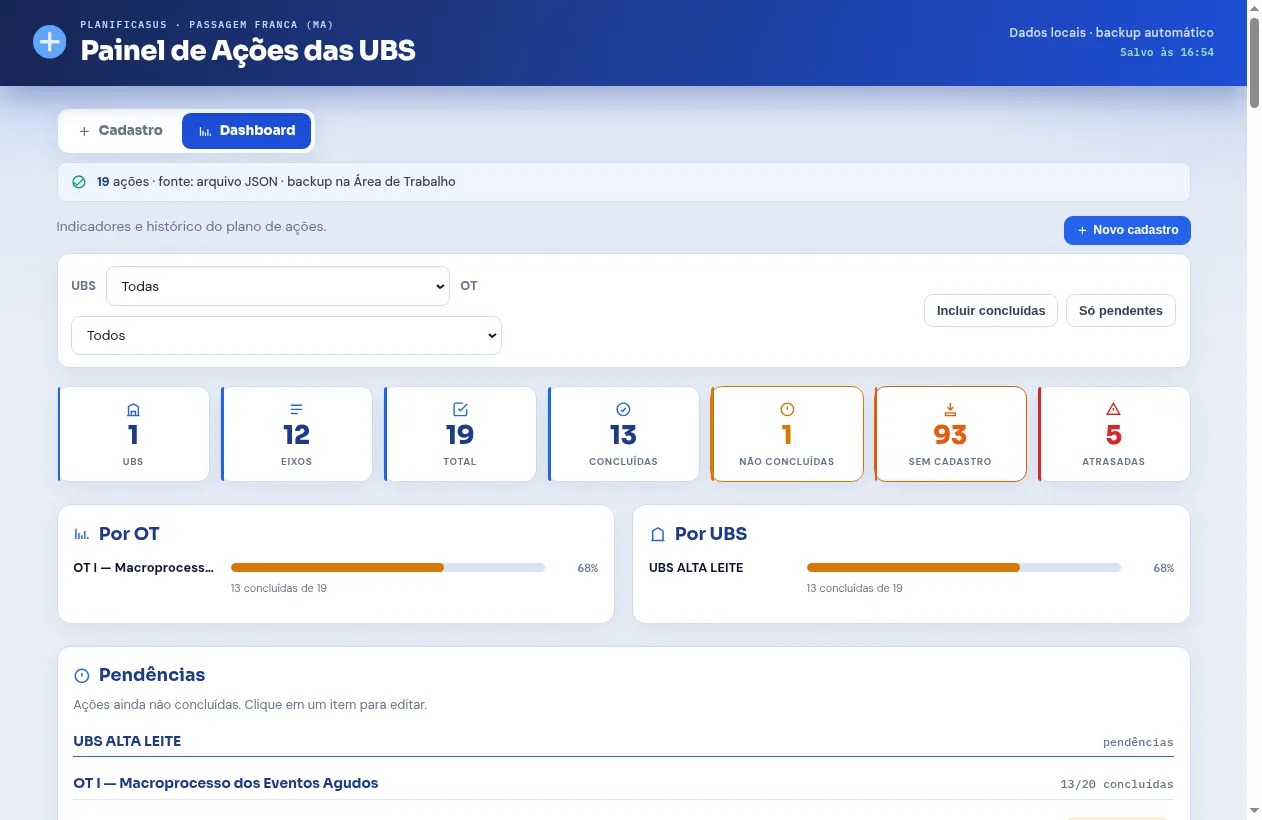 PLANIFICASUS · PASSAGEM FRANCA (MA)
Painel de Ações das UBS
Dados locais · backup automático
Salvo às 16:54
+ Cadastro
Dashboard
19 ações · fonte: arquivo JSON · backup na Área de Trabalho
Indicadores e histórico do plano de ações.
+ Novo cadastro
UBS Todas OT
Todos
Incluir concluídas Só pendentes
1
UBS
12
EIXOS
19
TOTAL
13
CONCLUÍDAS
1
NÃO CONCLUÍDAS
93
SEM CADASTRO
5
ATRASADAS
Por OT
OT I — Macroprocess... 68%
13 concluídas de 19
Por UBS
UBS ALTA LEITE 68%
13 concluídas de 19
Pendências
Ações ainda não concluídas. Clique em um item para editar.
UBS ALTA LEITE pendências
OT I — Macroprocesso dos Eventos Agudos 13/20 concluídas